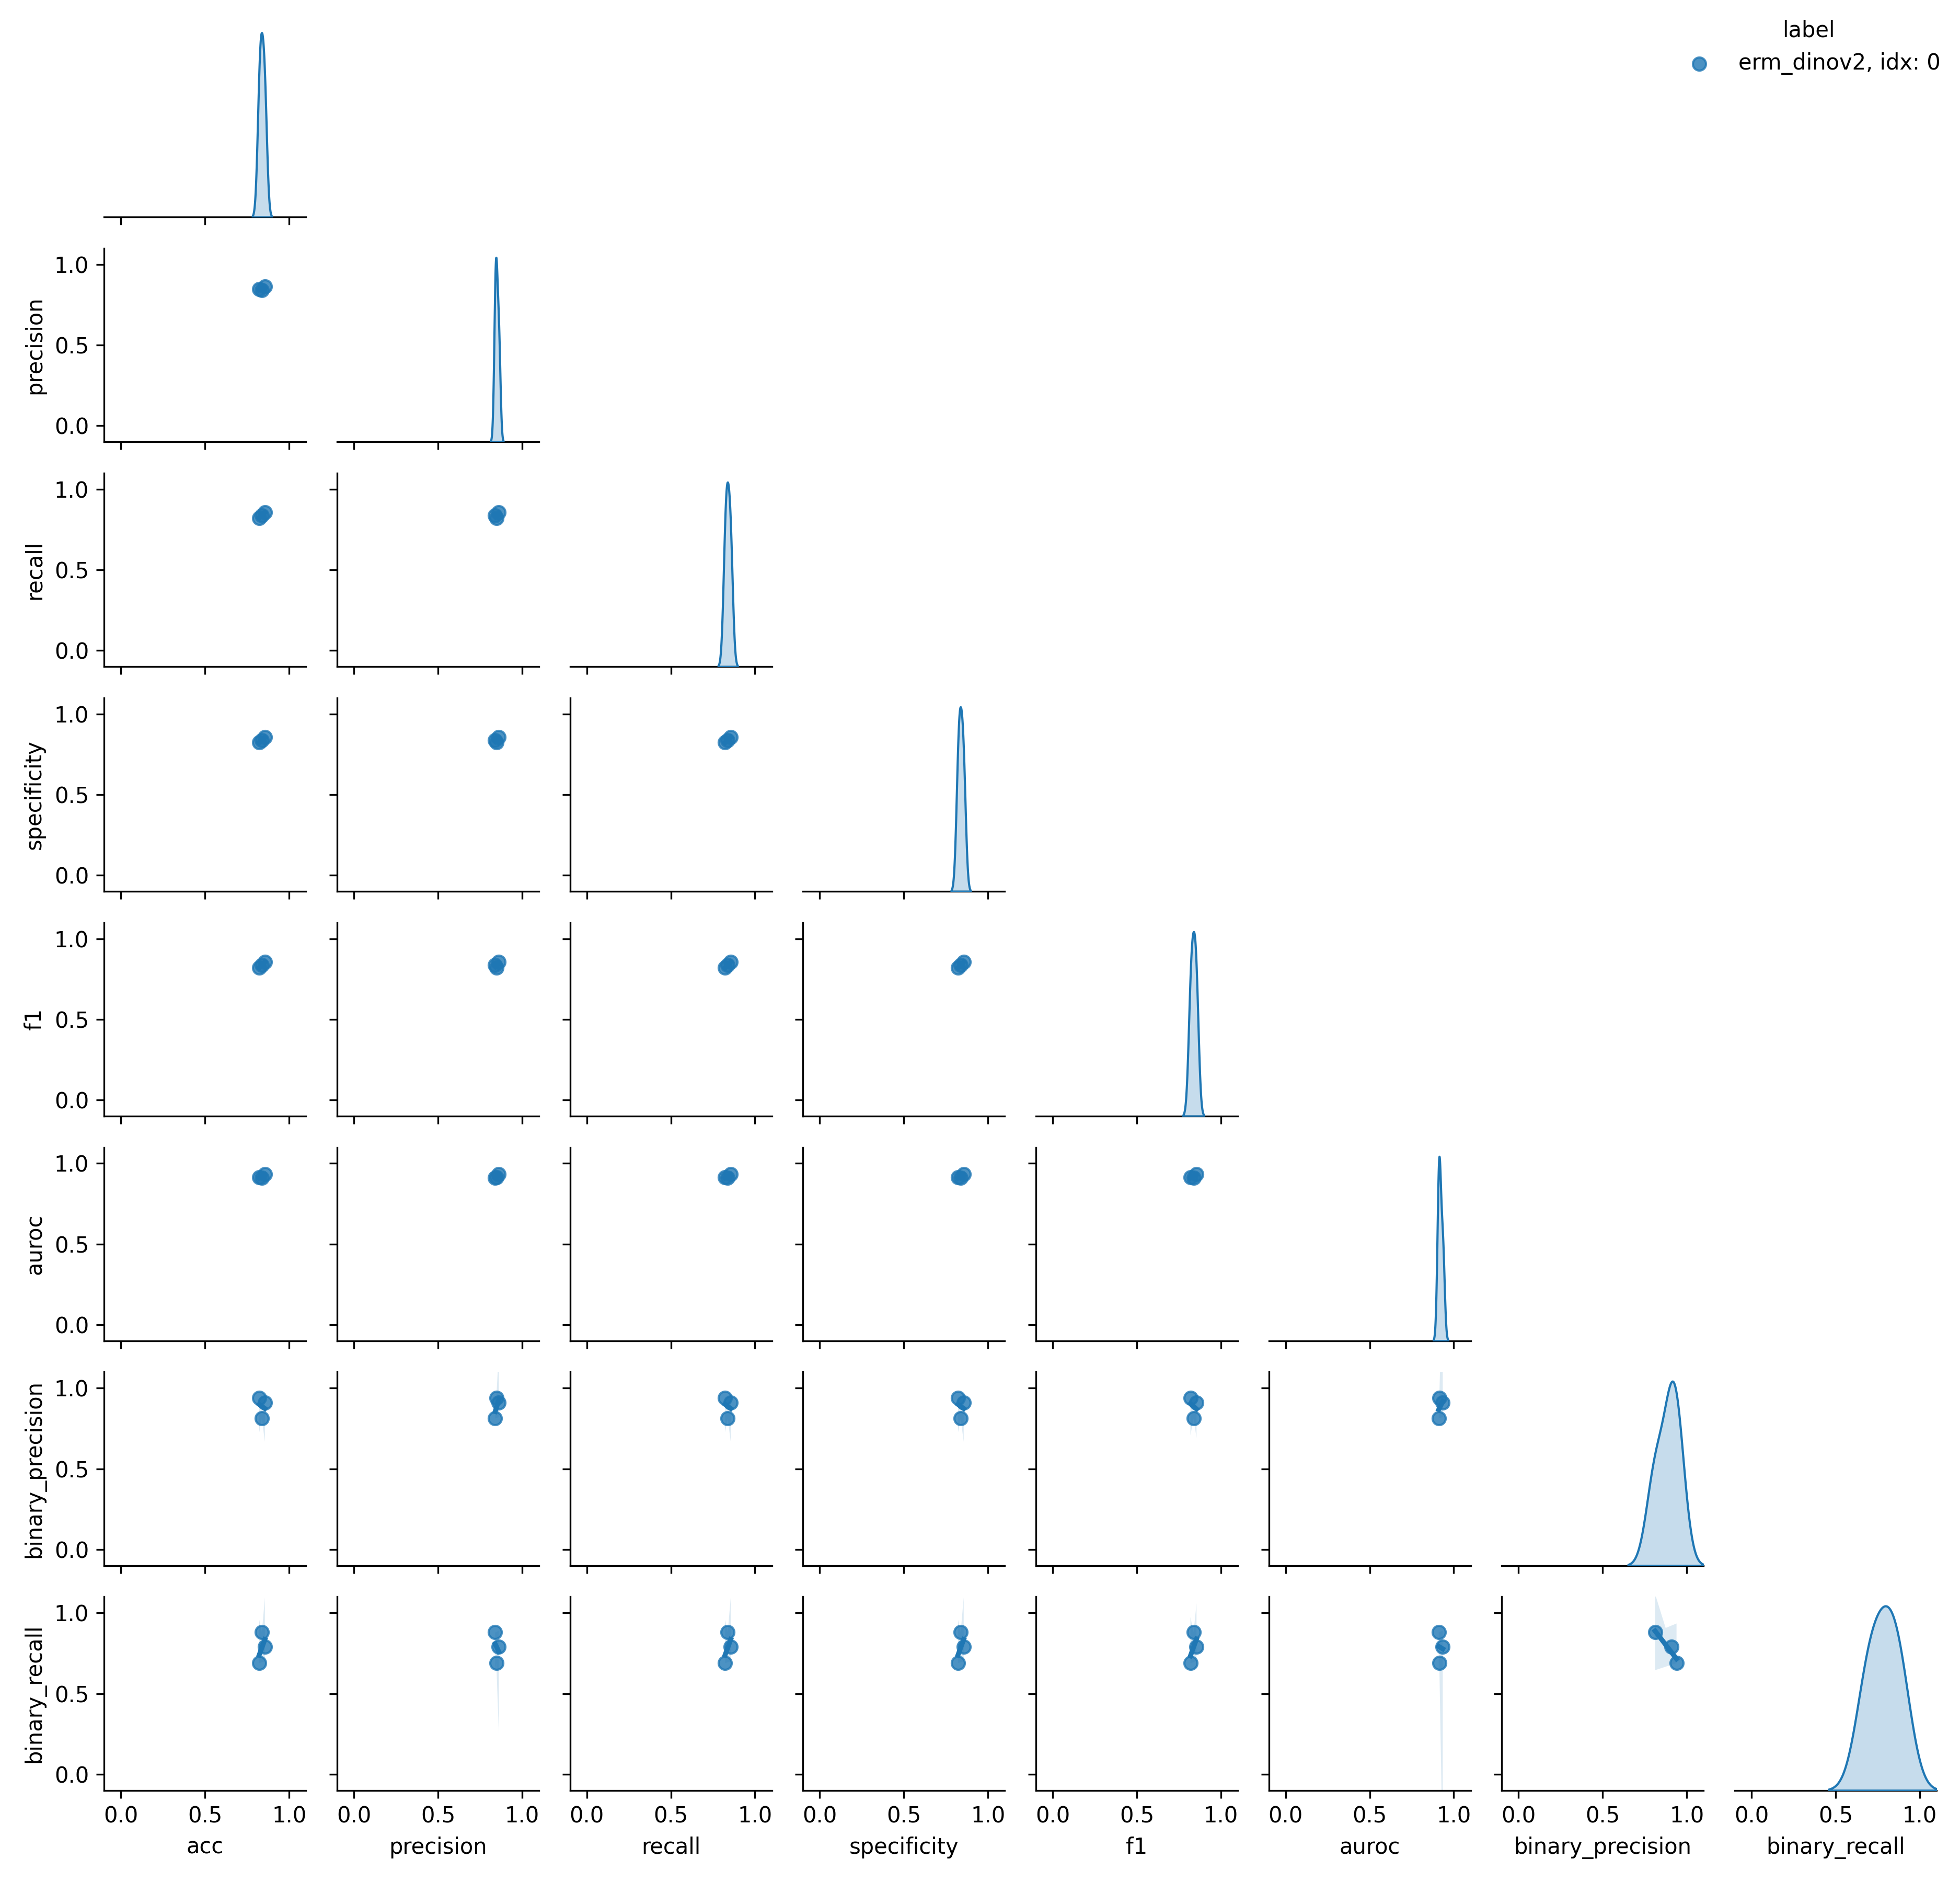 label
erm_dinov2, idx: 0
1.0
0.5
0.0
precision
1.0
0.5
0.0
recall
1.0
0.5
0.0
specificity
1.0
0.5
0.0
f1
1.0
0.5
0.0
auroc
1.0
0.5
0.0
binary_precision
1.0
0.5
0.0
binary_recall
0.0 0.5 1.0 0.0 0.5 1.0 0.0 0.5 1.0 0.0 0.5 1.0 0.0 0.5 1.0 0.0 0.5 1.0 0.0 0.5 1.0 0.0 0.5 1.0
acc precision recall specificity f1 auroc binary_precision binary_recall